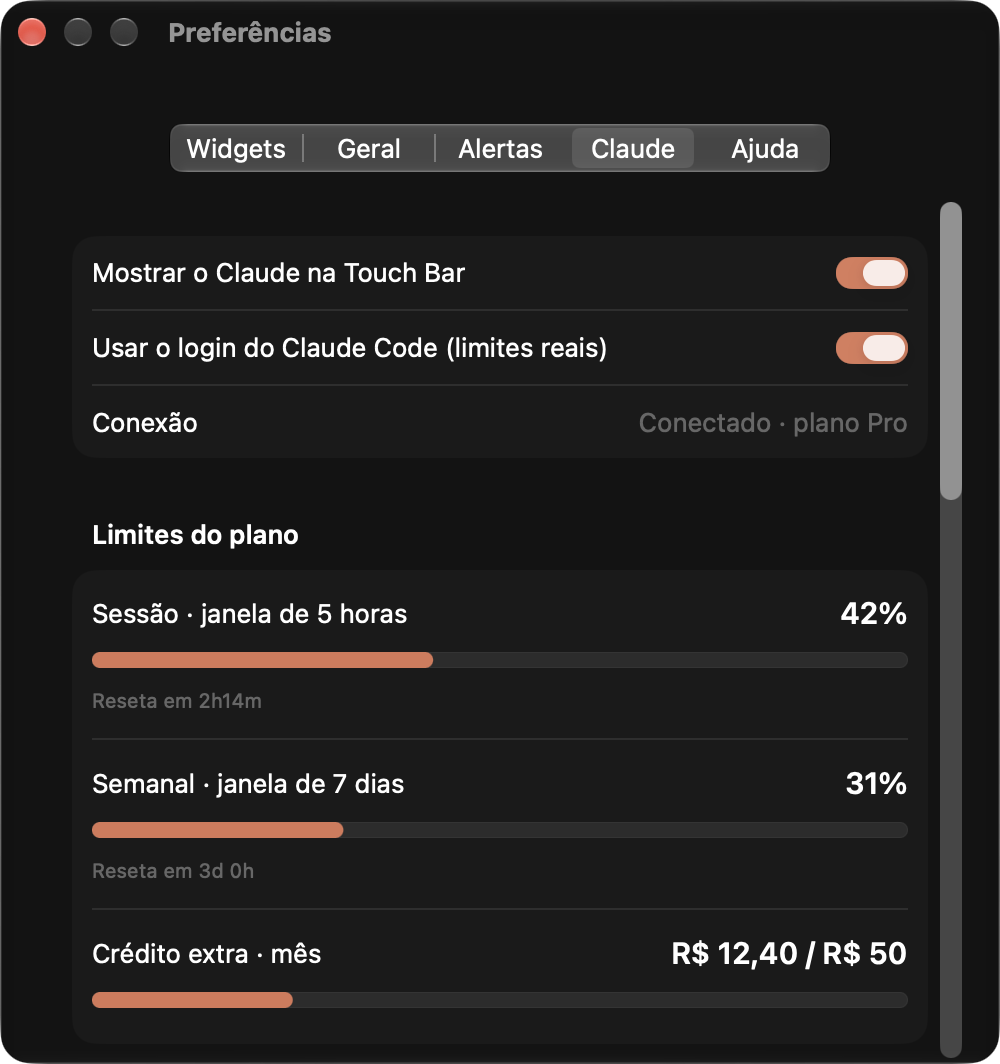 Preferências
Widgets Geral Alertas Claude Ajuda
Mostrar o Claude na Touch Bar
Usar o login do Claude Code (limites reais)
Conexão Conectado · plano Pro
Limites do plano
Sessão · janela de 5 horas 42%
Reseta em 2h14m
Semanal · janela de 7 dias 31%
Reseta em 3d 0h
Crédito extra · mês R$ 12,40 / R$ 50